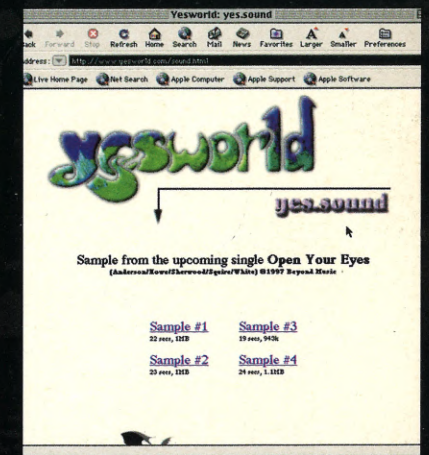 Yesworld: yes.sound
Back Forward Stop Refresh Home Search Mail News Favorites Larger Smaller Preferences
Address: http://www.yesworld.com/sound.html
Live Home Page Net Search Apple Computer Apple Support Apple Software
yesworld
yes.sound
Sample from the upcoming single Open Your Eyes
(Anderson/Howe/Sherwood/Squire/White) ©1997 Beyond Music
Sample #1 Sample #3
22 secs, 1MB 19 secs, 940k
Sample #2 Sample #4
23 secs, 1MB 24 secs, 1.1MB